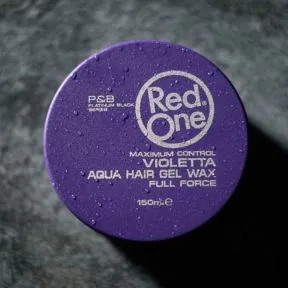 P&B
PLATINUM BLACK
SERIES
Red
One
MAXIMUM CONTROL
VIOLETTA
AQUA HAIR GEL WAX
FULL FORCE
150ml e